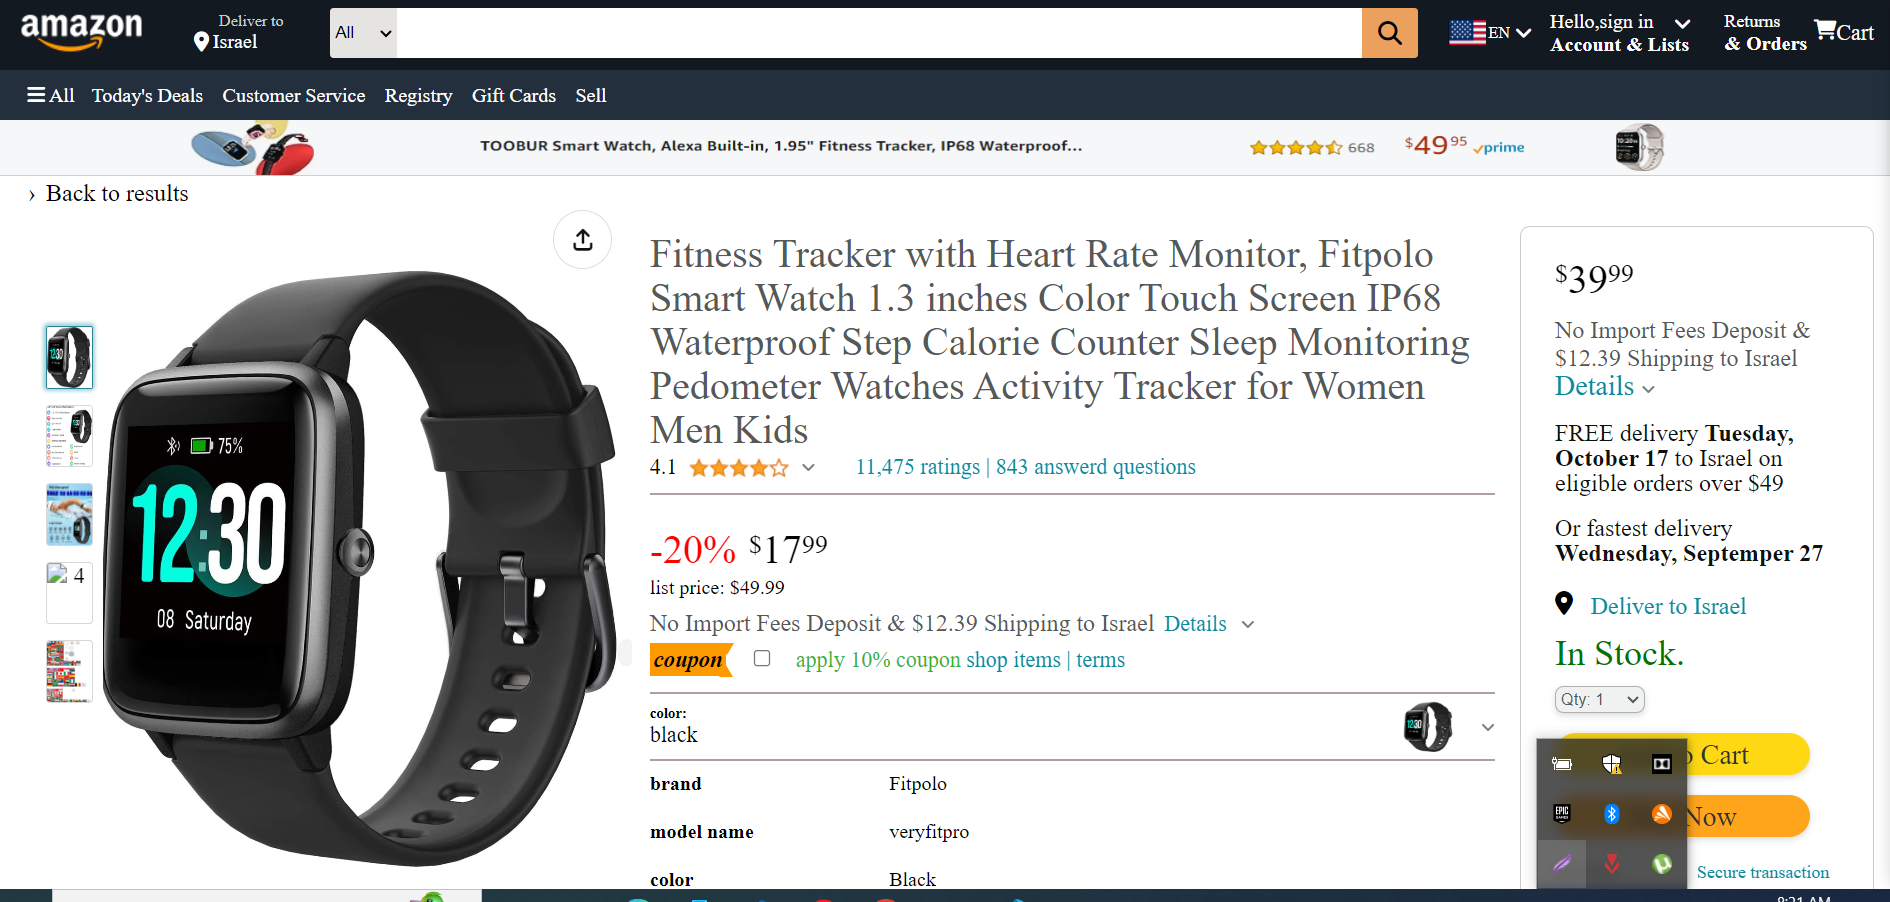 amazon
Deliver to
Israel
All
EN
Hello,sign in
Account & Lists
Returns
& Orders
Cart
All
Today's Deals
Customer Service
Registry
Gift Cards
Sell
TOOBUR Smart Watch, Alexa Built-in, 1.95" Fitness Tracker, IP68 Waterproof...
668
$49 95
prime
› Back to results
Fitness Tracker with Heart Rate Monitor, Fitpolo
Smart Watch 1.3 inches Color Touch Screen IP68
Waterproof Step Calorie Counter Sleep Monitoring
Pedometer Watches Activity Tracker for Women
Men Kids
4.1
11,475 ratings | 843 answerd questions
-20% $1799
list price: $49.99
No Import Fees Deposit & $12.39 Shipping to Israel Details
coupon
apply 10% coupon shop items | terms
color:
black
brand Fitpolo
model name veryfitpro
color Black
75%
12:30
08 Saturday
4
$3999
No Import Fees Deposit &
$12.39 Shipping to Israel
Details
FREE delivery Tuesday,
October 17 to Israel on
eligible orders over $49
Or fastest delivery
Wednesday, Septemper 27
Deliver to Israel
In Stock.
Qty: 1
Cart
Now
EPIC
GAMES
Secure transaction